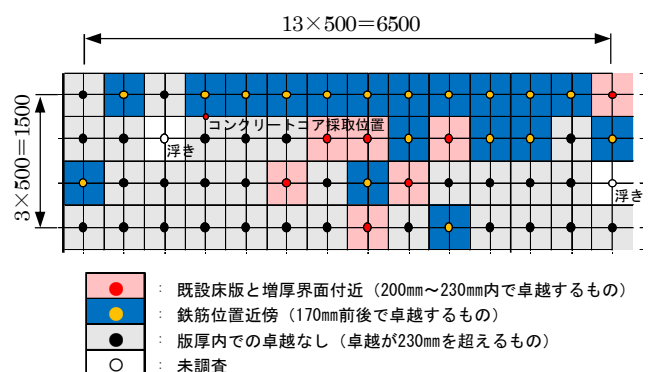 13×500=6500
3×500=1500
コンクリートコア採取位置
浮き
浮き
： 既設床版と増厚界面付近（200㎜～230㎜内で卓越するもの）
： 鉄筋位置近傍（170㎜前後で卓越するもの）
： 版厚内での卓越なし（卓越が230㎜を超えるもの）
： 未調査